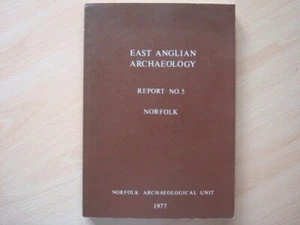 EAST ANGLIAN
ARCHAEOLOGY
REPORT NO.5
NORFOLK
NORFOLK ARCHAEOLOGICAL UNIT
1977